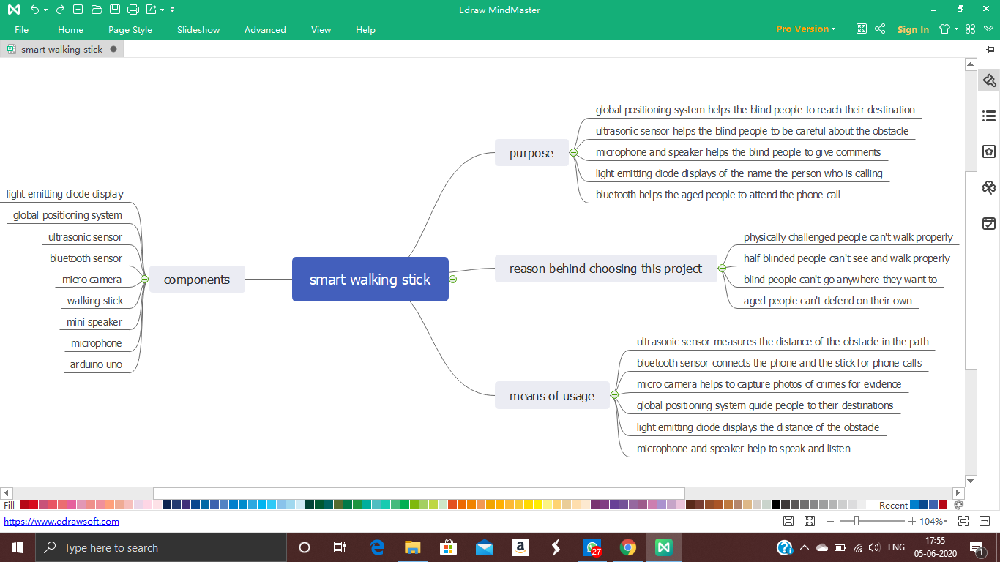 Edraw MindMaster
File Home Page Style Slideshow Advanced View Help Pro Version Sign In
smart walking stick
global positioning system helps the blind people to reach their destination
ultrasonic sensor helps the blind people to be careful about the obstacle
purpose
microphone and speaker helps the blind people to give comments
light emitting diode displays of the name the person who is calling
bluetooth helps the aged people to attend the phone call
light emitting diode display
global positioning system
ultrasonic sensor
bluetooth sensor
micro camera
walking stick
mini speaker
microphone
arduino uno
components
smart walking stick
reason behind choosing this project
physically challenged people can't walk properly
half blinded people can't see and walk properly
blind people can't go anywhere they want to
aged people can't defend on their own
means of usage
ultrasonic sensor measures the distance of the obstacle in the path
bluetooth sensor connects the phone and the stick for phone calls
micro camera helps to capture photos of crimes for evidence
global positioning system guide people to their destinations
light emitting diode displays the distance of the obstacle
microphone and speaker help to speak and listen
Fill
Recent
https://www.edrawsoft.com
104%
Type here to search
27
ENG
17:55
05-06-2020
1